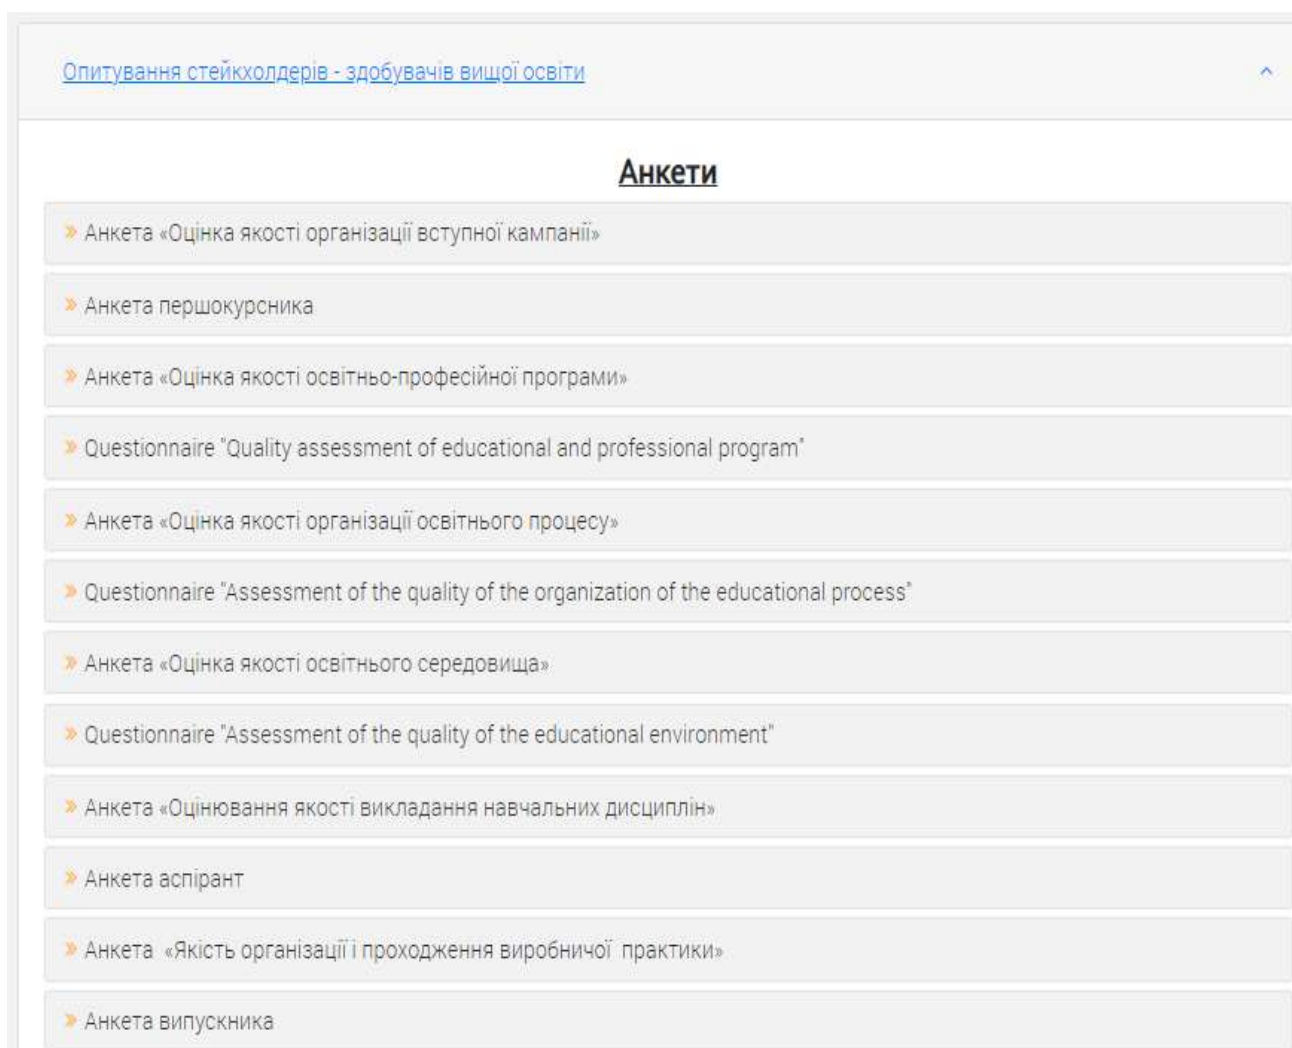 Опитування стейкхолдерів - здобувачів вищої освіти
Анкети
» Анкета «Оцінка якості організації вступної кампанії»
» Анкета першокурсника
» Анкета «Оцінка якості освітньо-професійної програми»
» Questionnaire "Quality assessment of educational and professional program"
» Анкета «Оцінка якості організації освітнього процесу»
» Questionnaire "Assessment of the quality of the organization of the educational process"
» Анкета «Оцінка якості освітнього середовища»
» Questionnaire "Assessment of the quality of the educational environment"
» Анкета «Оцінювання якості викладання навчальних дисциплін»
» Анкета аспірант
» Анкета «Якість організації і проходження виробничої практики»
» Анкета випускника